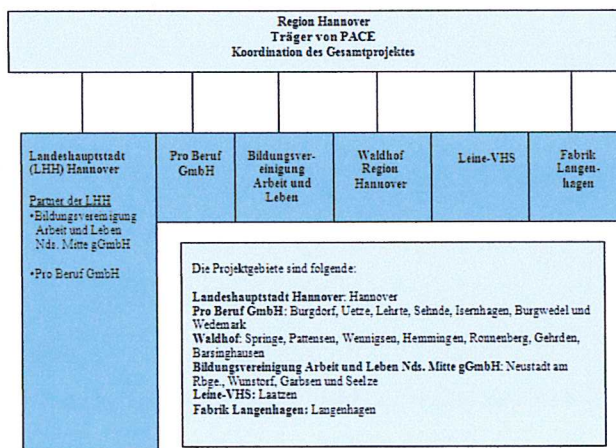 Region Hannover
Träger von PACE
Koordination des Gesamtprojektes
Landeshauptstadt
(LHH) Hannover
Partner der LHH
•Bildungsvereinigung
Arbeit und Leben
Nds. Mitte gGmbH
•Pro Beruf GmbH
Pro Beruf
GmbH
Bildungsver-
einigung
Arbeit und
Leben
Waldhof
Region
Hannover
Leine-VHS
Fabrik
Langen-
hagen
Die Projektgebiete sind folgende:
Landeshauptstadt Hannover: Hannover
Pro Beruf GmbH: Burgdorf, Uetze, Lehrte, Sehnde, Isernhagen, Burgwedel und
Wedemark
Waldhof: Springe, Pattensen, Wennigsen, Hemmingen, Ronnenberg, Gehrden,
Barsinghausen
Bildungsvereinigung Arbeit und Leben Nds. Mitte gGmbH: Neustadt am
Rbge., Wunstorf, Garbsen und Seelze
Leine-VHS: Laatzen
Fabrik Langenhagen: Langenhagen